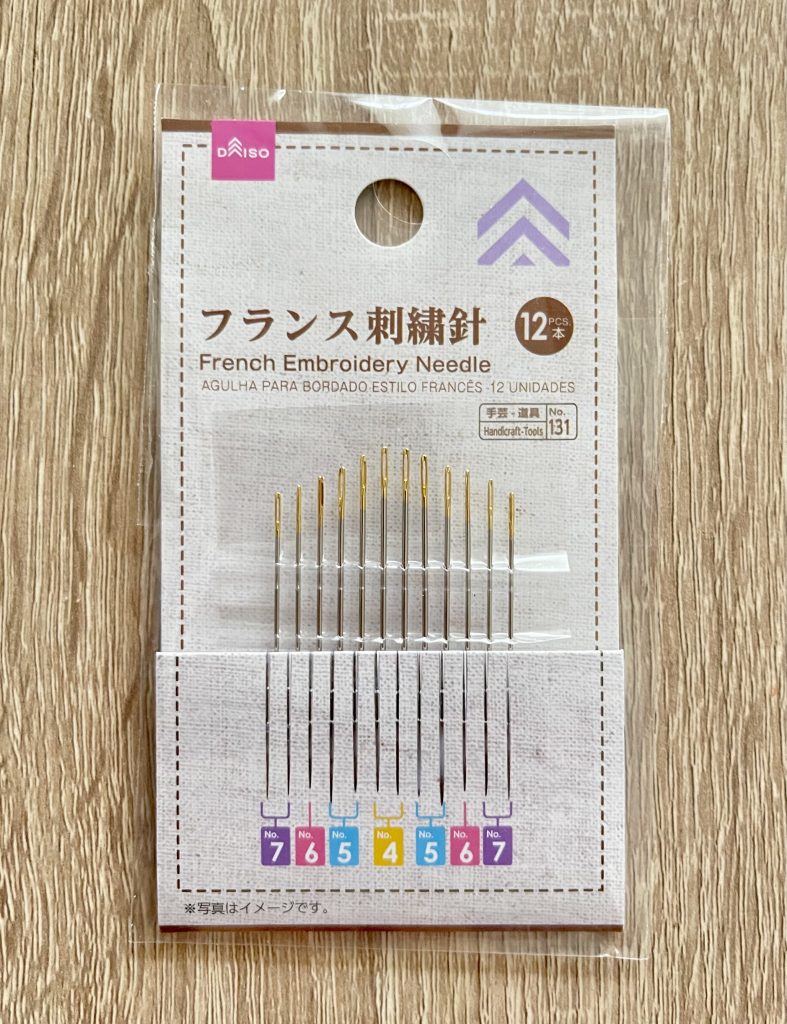 DAISO
フランス刺繍針
12 PCS. 本
French Embroidery Needle
AGULHA PARA BORDADO ESTILO FRANCÊS -12 UNIDADES
手芸・道具 No.
Handicraft-Tools 131
No. 7 No. 6 No. 5 No. 4 No. 5 No. 6 No. 7
※写真はイメージです。